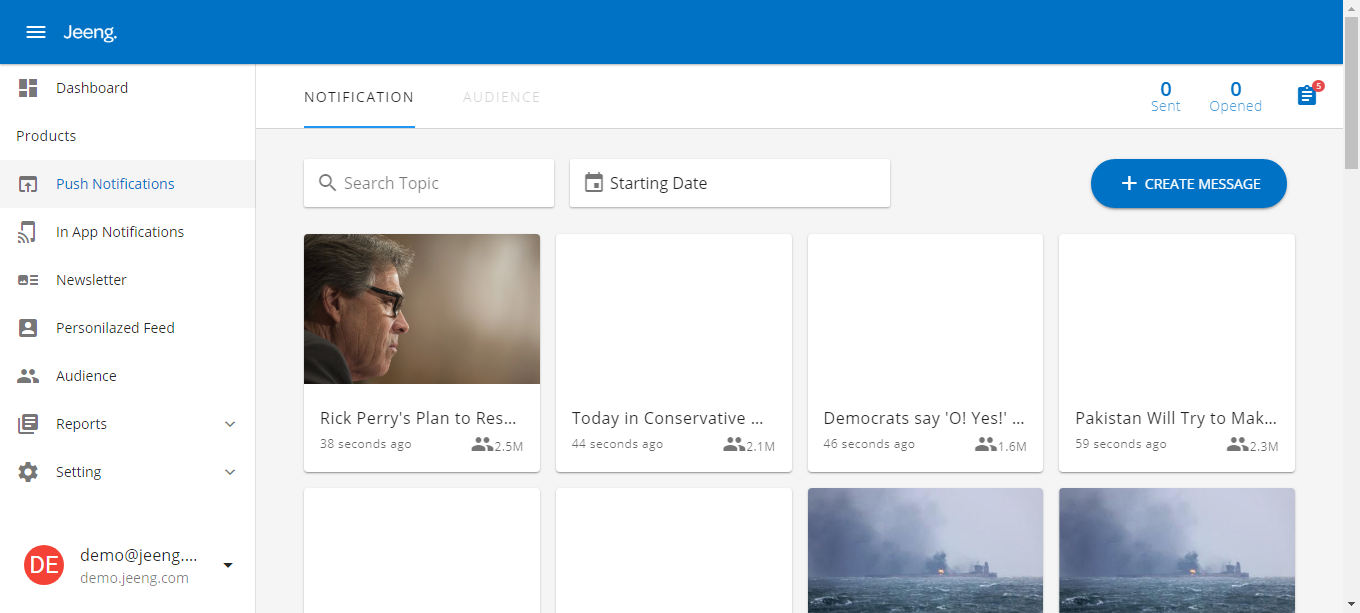 Jeeng.
Dashboard
Products
Push Notifications
In App Notifications
Newsletter
Personilazed Feed
Audience
Reports
Setting
DE
demo@jeeng....
demo.jeeng.com
NOTIFICATION
AUDIENCE
0
Sent
0
Opened
5
Search Topic
Starting Date
+ CREATE MESSAGE
Rick Perry's Plan to Res...
38 seconds ago
2.5M
Today in Conservative ...
44 seconds ago
2.1M
Democrats say 'O! Yes!' ...
46 seconds ago
1.6M
Pakistan Will Try to Mak...
59 seconds ago
2.3M